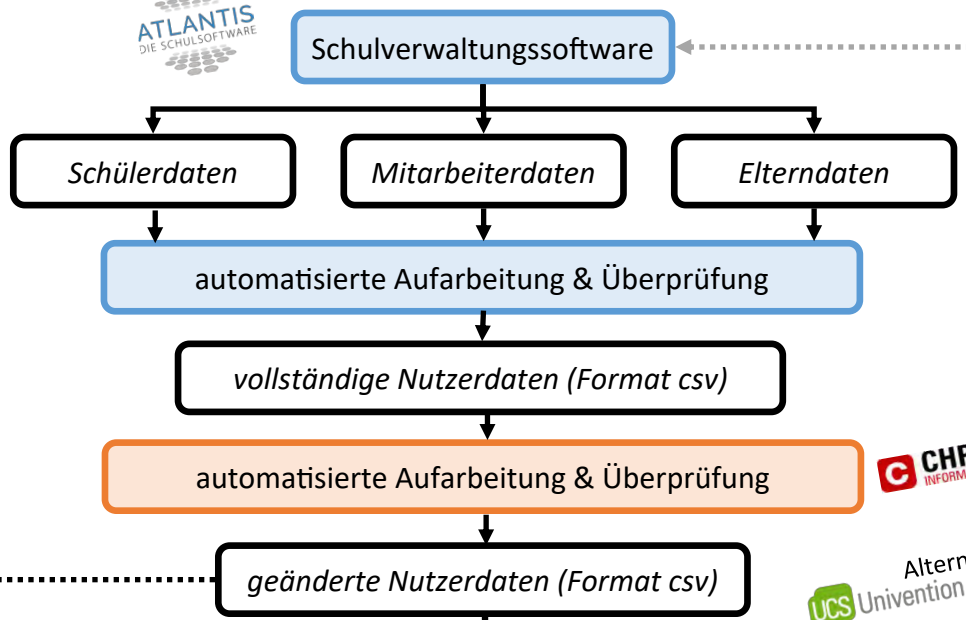 ATLANTIS
DIE SCHULSOFTWARE
Schulverwaltungssoftware
Schülerdaten
Mitarbeiterdaten
Elterndaten
automatisierte Aufarbeitung & Überprüfung
vollständige Nutzerdaten (Format csv)
automatisierte Aufarbeitung & Überprüfung
C
geänderte Nutzerdaten (Format csv)
UCS Univention